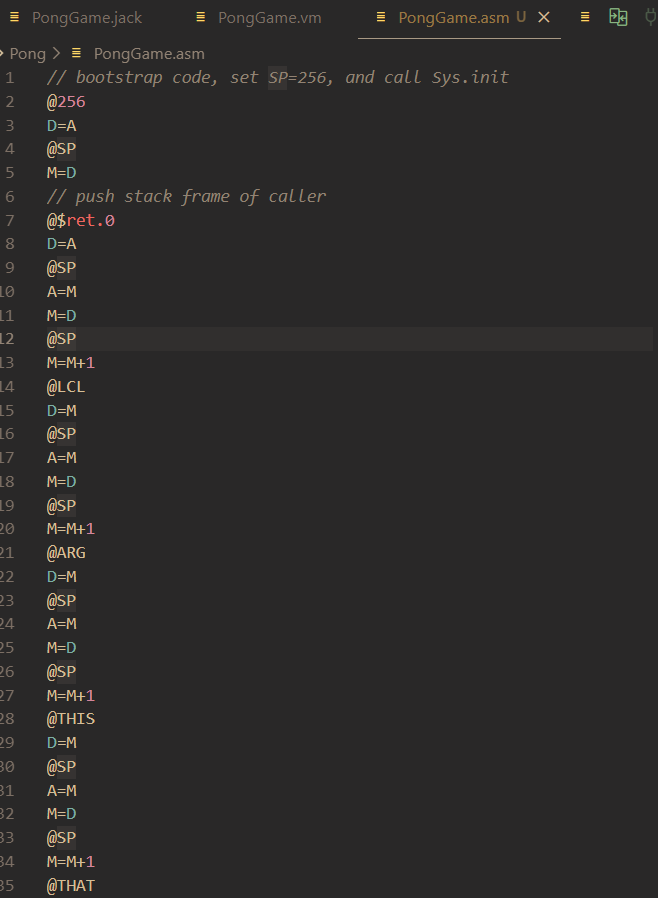 PongGame.jack PongGame.vm PongGame.asm U
Pong > PongGame.asm
1 // bootstrap code, set SP=256, and call Sys.init
2 @256
3 D=A
4 @SP
5 M=D
6 // push stack frame of caller
7 @$ret.0
8 D=A
9 @SP
10 A=M
11 M=D
12 @SP
13 M=M+1
14 @LCL
15 D=M
16 @SP
17 A=M
18 M=D
19 @SP
20 M=M+1
21 @ARG
22 D=M
23 @SP
24 A=M
25 M=D
26 @SP
27 M=M+1
28 @THIS
29 D=M
30 @SP
31 A=M
32 M=D
33 @SP
34 M=M+1
35 @THAT